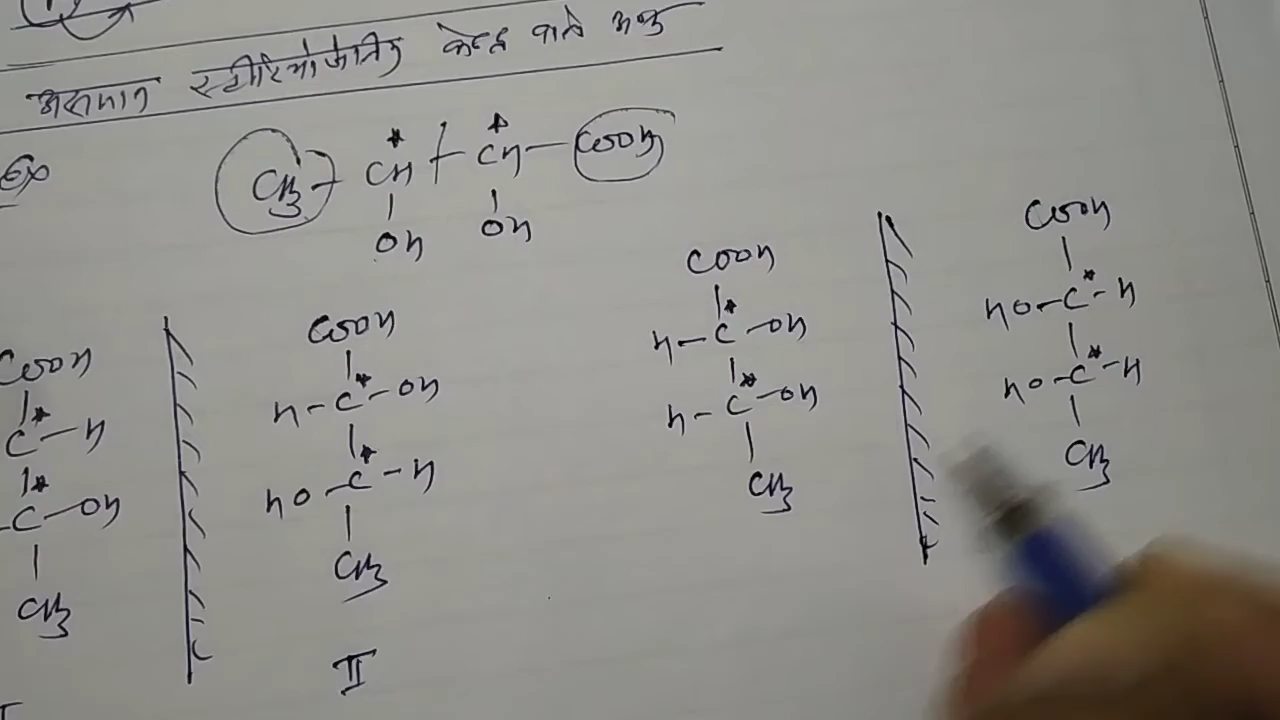 असमान स्टीरियोजेनिक केन्द्र वाले अणु
Ex
CH3 - *CH - *CH - COOH
OH OH
COOH
*C - H
*C - OH
CH3
COOH
H - *C - OH
HO - *C - H
CH3
II
COOH
H - *C - OH
H - *C - OH
CH3
COOH
HO - *C - H
HO - *C - H
CH3